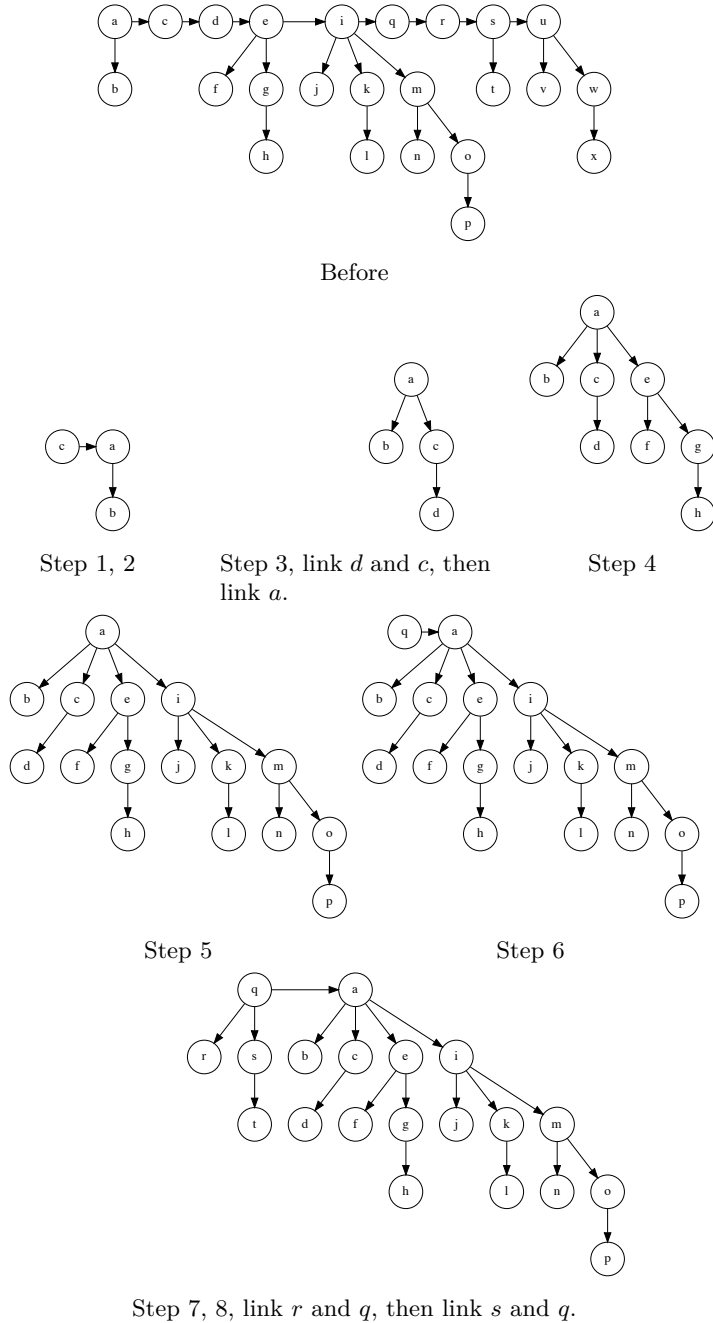 a c d e i q r s u
b f g j k m t v w
h l n o x
p
Before
a
a b c e
c a b c d f g
b d h
Step 1, 2 Step 3, link d and c, then Step 4
link a.
a q a
b c e i b c e i
d f g j k m d f g j k m
h l n o h l n o
p p
Step 5 Step 6
q a
r s b c e i
t d f g j k m
h l n o
p
Step 7, 8, link r and q, then link s and q.